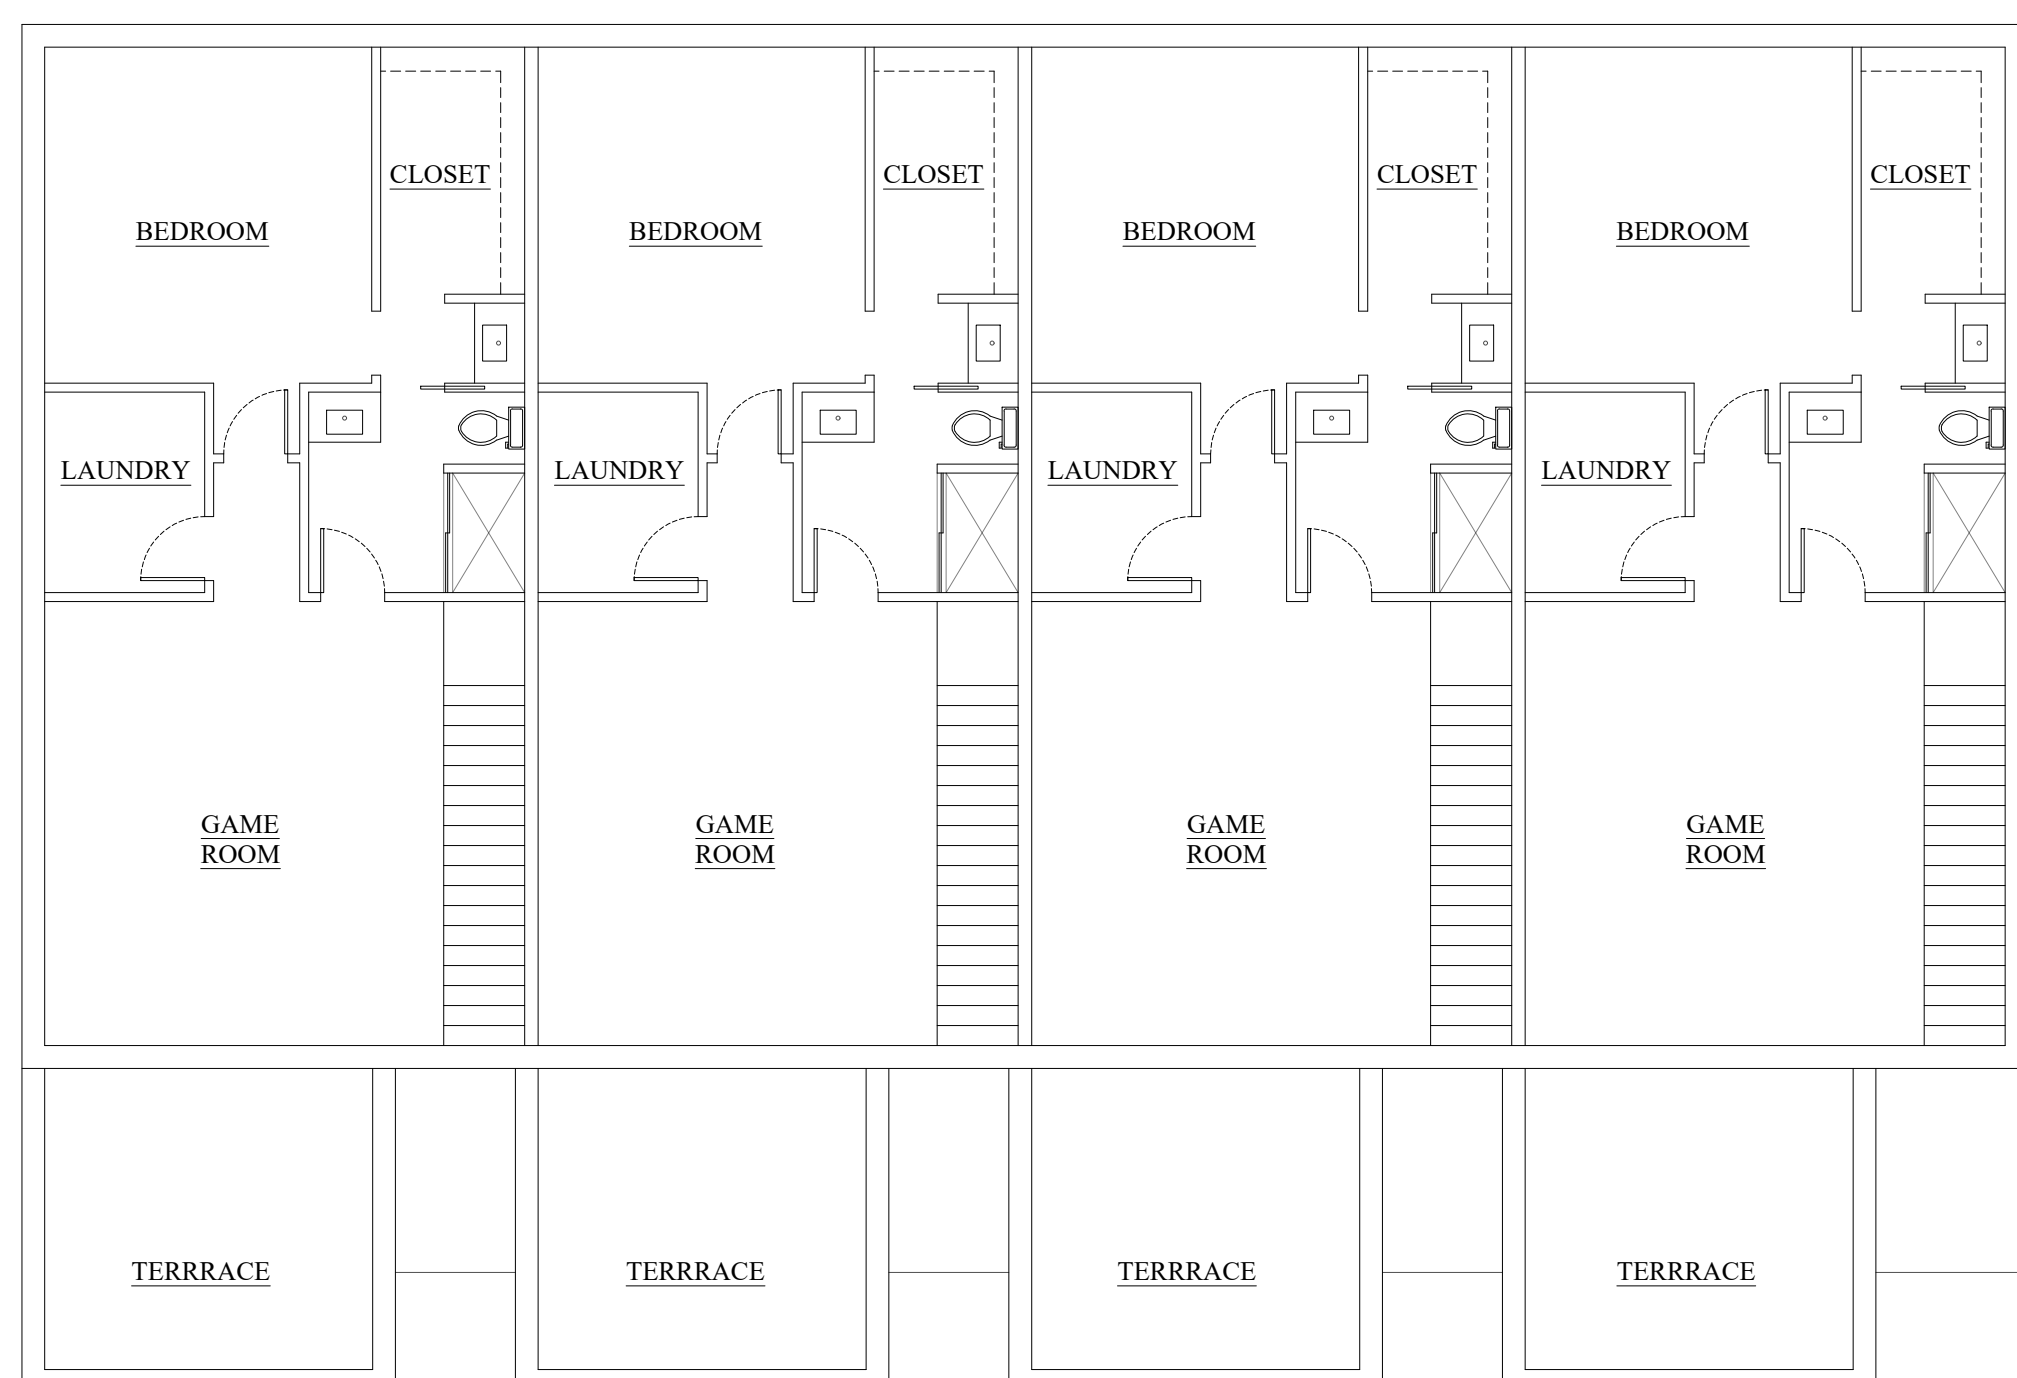 CLOSET CLOSET CLOSET CLOSET
BEDROOM BEDROOM BEDROOM BEDROOM
LAUNDRY LAUNDRY LAUNDRY LAUNDRY
GAME GAME GAME GAME
ROOM ROOM ROOM ROOM
TERRRACE TERRRACE TERRRACE TERRRACE